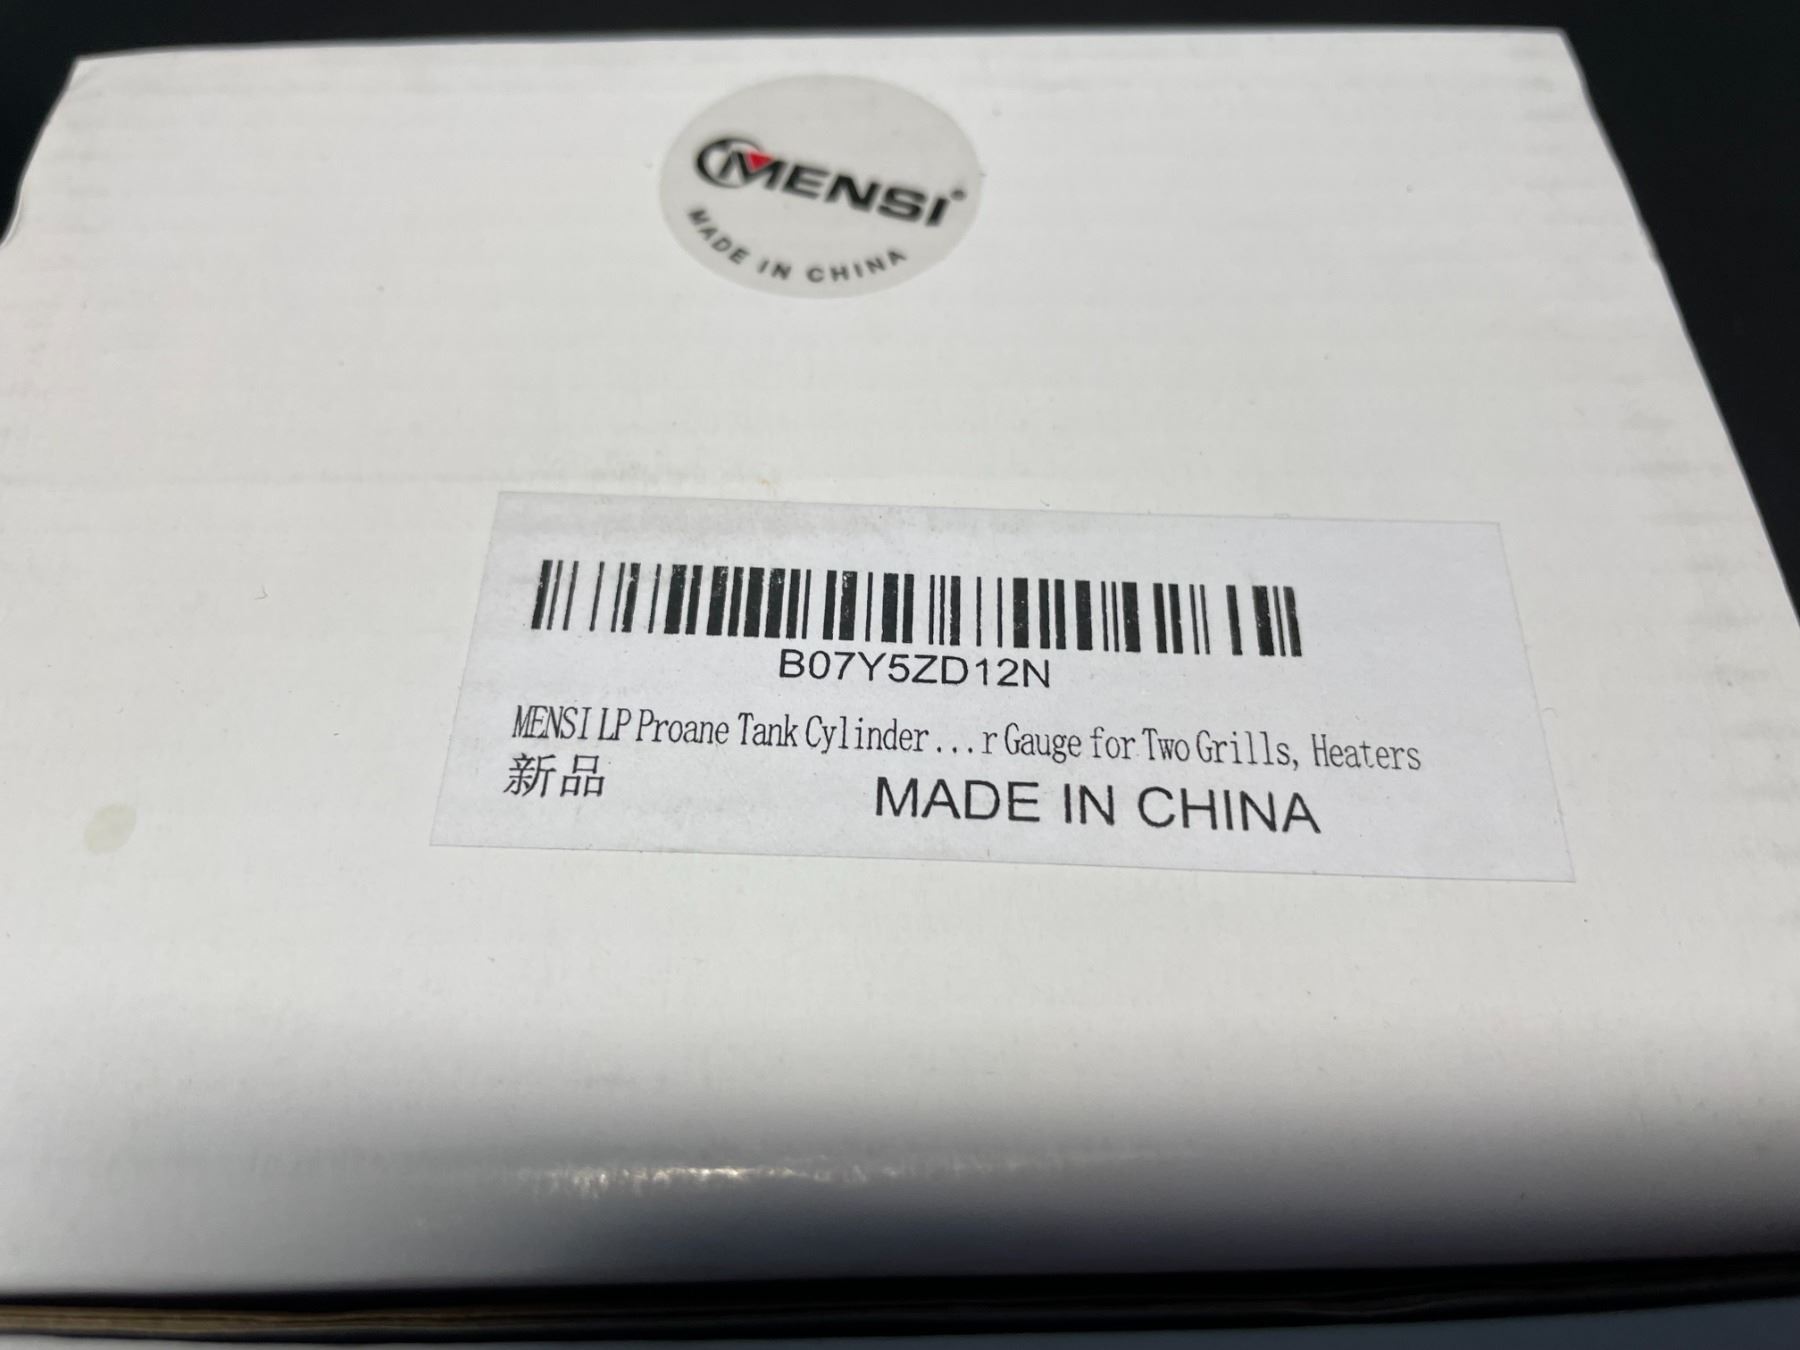 MENSI®
MADE IN CHINA
B07Y5ZD12N
MENSI LP Proane Tank Cylinder...r Gauge for Two Grills, Heaters
新品
MADE IN CHINA